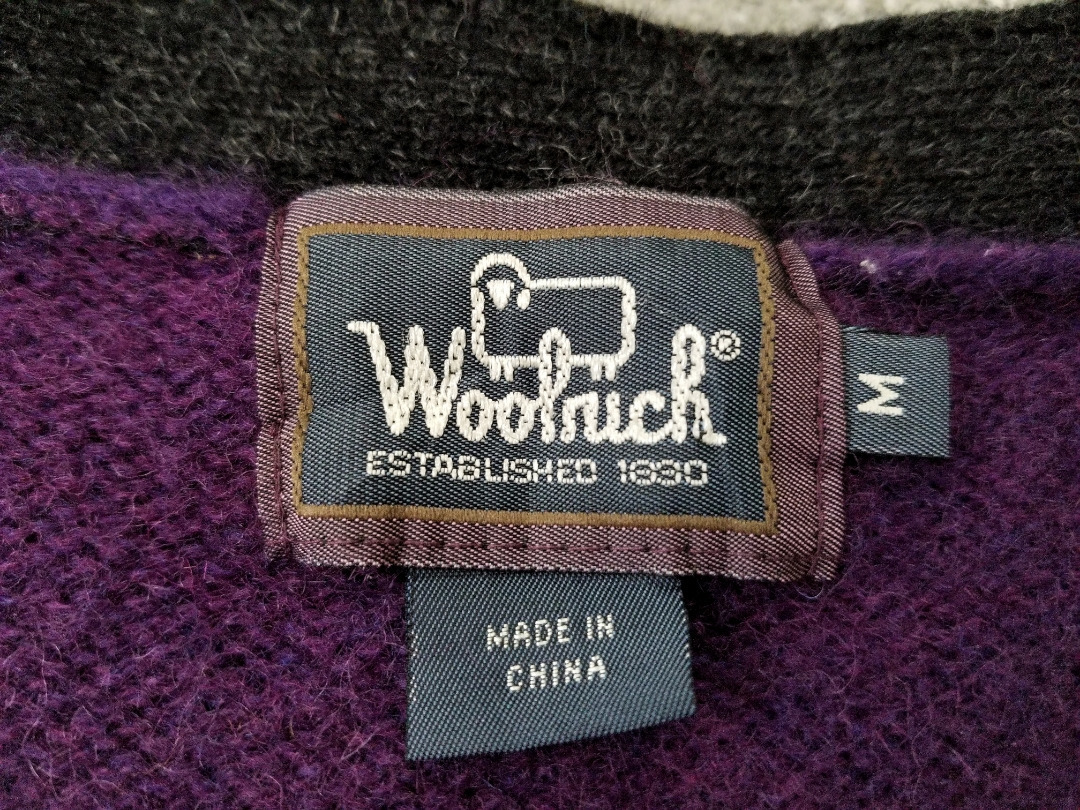 Woolrich®
ESTABLISHED 1830
M
MADE IN
CHINA